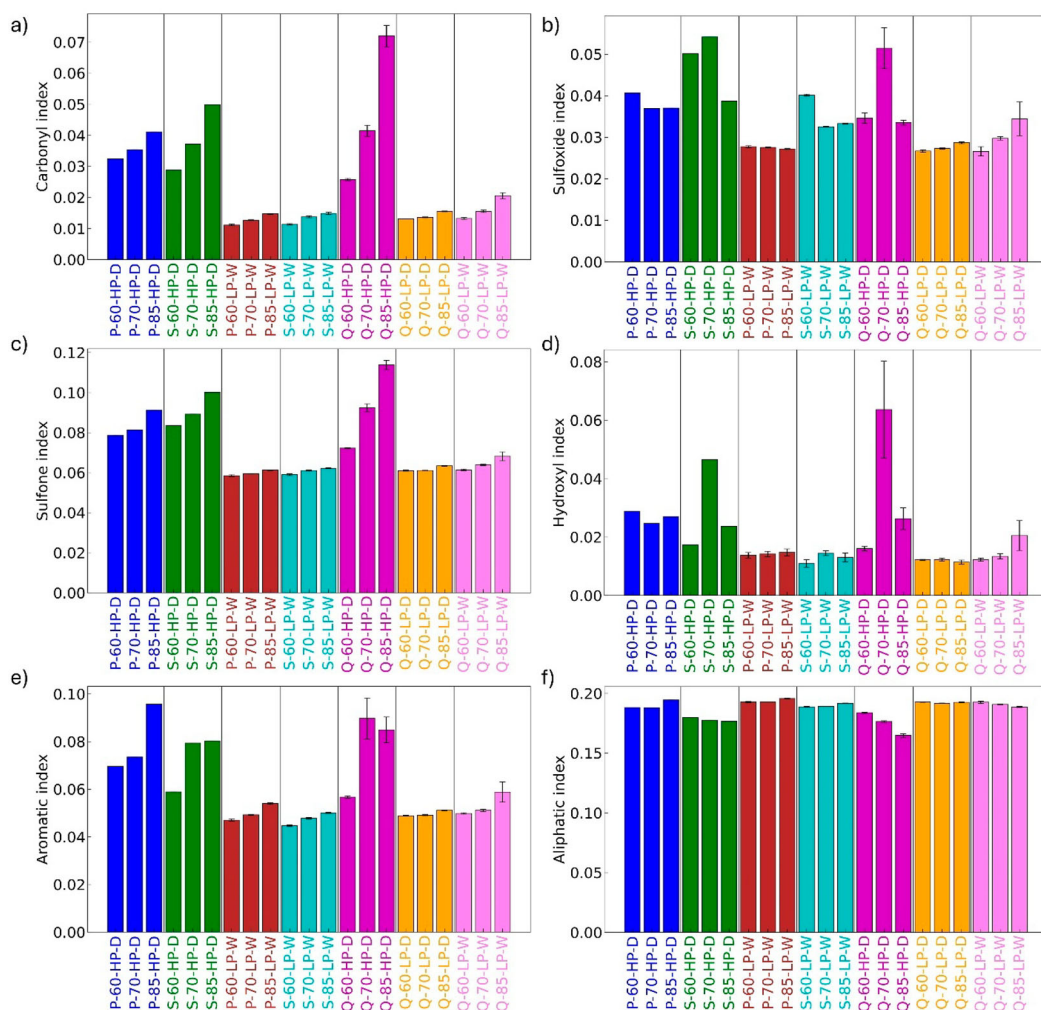 a)
Carbonyl index
0.07
0.06
0.05
0.04
0.03
0.02
0.01
0.00
P-60-HP-D
P-70-HP-D
P-85-HP-D
S-60-HP-D
S-70-HP-D
S-85-HP-D
P-60-LP-W
P-70-LP-W
P-85-LP-W
S-60-LP-W
S-70-LP-W
S-85-LP-W
Q-60-HP-D
Q-70-HP-D
Q-85-HP-D
Q-60-LP-D
Q-70-LP-D
Q-85-LP-D
Q-60-LP-W
Q-70-LP-W
Q-85-LP-W
b)
Sulfoxide index
0.05
0.04
0.03
0.02
0.01
0.00
P-60-HP-D
P-70-HP-D
P-85-HP-D
S-60-HP-D
S-70-HP-D
S-85-HP-D
P-60-LP-W
P-70-LP-W
P-85-LP-W
S-60-LP-W
S-70-LP-W
S-85-LP-W
Q-60-HP-D
Q-70-HP-D
Q-85-HP-D
Q-60-LP-D
Q-70-LP-D
Q-85-LP-D
Q-60-LP-W
Q-70-LP-W
Q-85-LP-W
c)
Sulfone index
0.12
0.10
0.08
0.06
0.04
0.02
0.00
P-60-HP-D
P-70-HP-D
P-85-HP-D
S-60-HP-D
S-70-HP-D
S-85-HP-D
P-60-LP-W
P-70-LP-W
P-85-LP-W
S-60-LP-W
S-70-LP-W
S-85-LP-W
Q-60-HP-D
Q-70-HP-D
Q-85-HP-D
Q-60-LP-D
Q-70-LP-D
Q-85-LP-D
Q-60-LP-W
Q-70-LP-W
Q-85-LP-W
d)
Hydroxyl index
0.08
0.06
0.04
0.02
0.00
P-60-HP-D
P-70-HP-D
P-85-HP-D
S-60-HP-D
S-70-HP-D
S-85-HP-D
P-60-LP-W
P-70-LP-W
P-85-LP-W
S-60-LP-W
S-70-LP-W
S-85-LP-W
Q-60-HP-D
Q-70-HP-D
Q-85-HP-D
Q-60-LP-D
Q-70-LP-D
Q-85-LP-D
Q-60-LP-W
Q-70-LP-W
Q-85-LP-W
e)
Aromatic index
0.10
0.08
0.06
0.04
0.02
0.00
P-60-HP-D
P-70-HP-D
P-85-HP-D
S-60-HP-D
S-70-HP-D
S-85-HP-D
P-60-LP-W
P-70-LP-W
P-85-LP-W
S-60-LP-W
S-70-LP-W
S-85-LP-W
Q-60-HP-D
Q-70-HP-D
Q-85-HP-D
Q-60-LP-D
Q-70-LP-D
Q-85-LP-D
Q-60-LP-W
Q-70-LP-W
Q-85-LP-W
f)
Aliphatic index
0.20
0.15
0.10
0.05
0.00
P-60-HP-D
P-70-HP-D
P-85-HP-D
S-60-HP-D
S-70-HP-D
S-85-HP-D
P-60-LP-W
P-70-LP-W
P-85-LP-W
S-60-LP-W
S-70-LP-W
S-85-LP-W
Q-60-HP-D
Q-70-HP-D
Q-85-HP-D
Q-60-LP-D
Q-70-LP-D
Q-85-LP-D
Q-60-LP-W
Q-70-LP-W
Q-85-LP-W